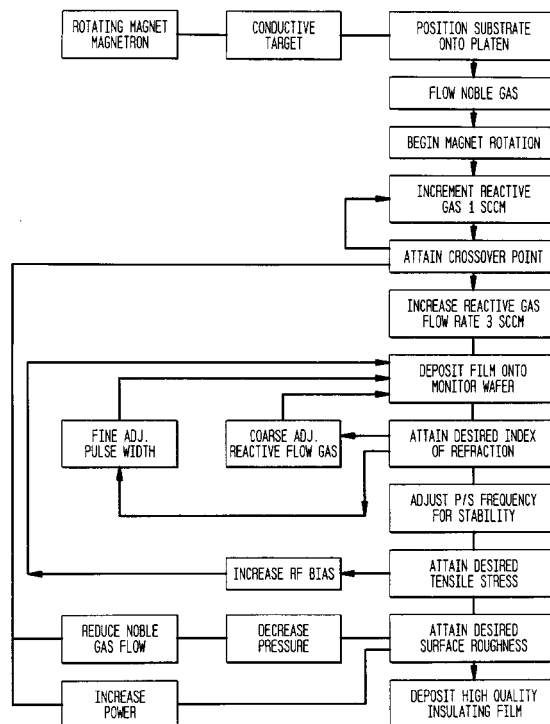 ROTATING MAGNET
MAGNETRON
CONDUCTIVE
TARGET
POSITION SUBSTRATE
ONTO PLATEN
FLOW NOBLE GAS
BEGIN MAGNET ROTATION
INCREMENT REACTIVE
GAS 1 SCCM
ATTAIN CROSSOVER POINT
INCREASE REACTIVE GAS
FLOW RATE 3 SCCM
DEPOSIT FILM ONTO
MONITOR WAFER
FINE ADJ.
PULSE WIDTH
COARSE ADJ.
REACTIVE FLOW GAS
ATTAIN DESIRED INDEX
OF REFRACTION
ADJUST P/S FREQUENCY
FOR STABILITY
INCREASE RF BIAS
ATTAIN DESIRED
TENSILE STRESS
REDUCE NOBLE
GAS FLOW
DECREASE
PRESSURE
ATTAIN DESIRED
SURFACE ROUGHNESS
INCREASE
POWER
DEPOSIT HIGH QUALITY
INSULATING FILM